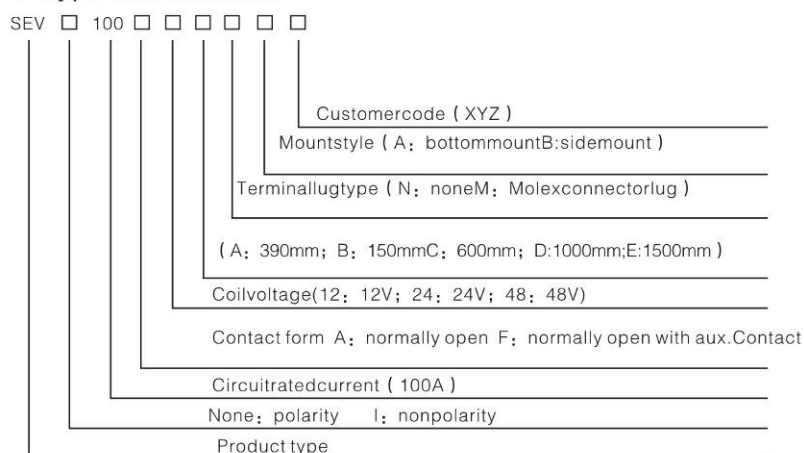 SEV □ 100 □ □ □ □ □ □
Customercode ( XYZ )
Mountstyle ( A: bottommountB:sidemount )
Terminallugtype ( N: noneM: Molexconnectorlug )
( A: 390mm; B: 150mmC: 600mm; D:1000mm;E:1500mm )
Coilvoltage(12: 12V; 24: 24V; 48: 48V)
Contact form A: normally open F: normally open with aux.Contact
Circuitratedcurrent ( 100A )
None: polarity I: nonpolarity
Product type